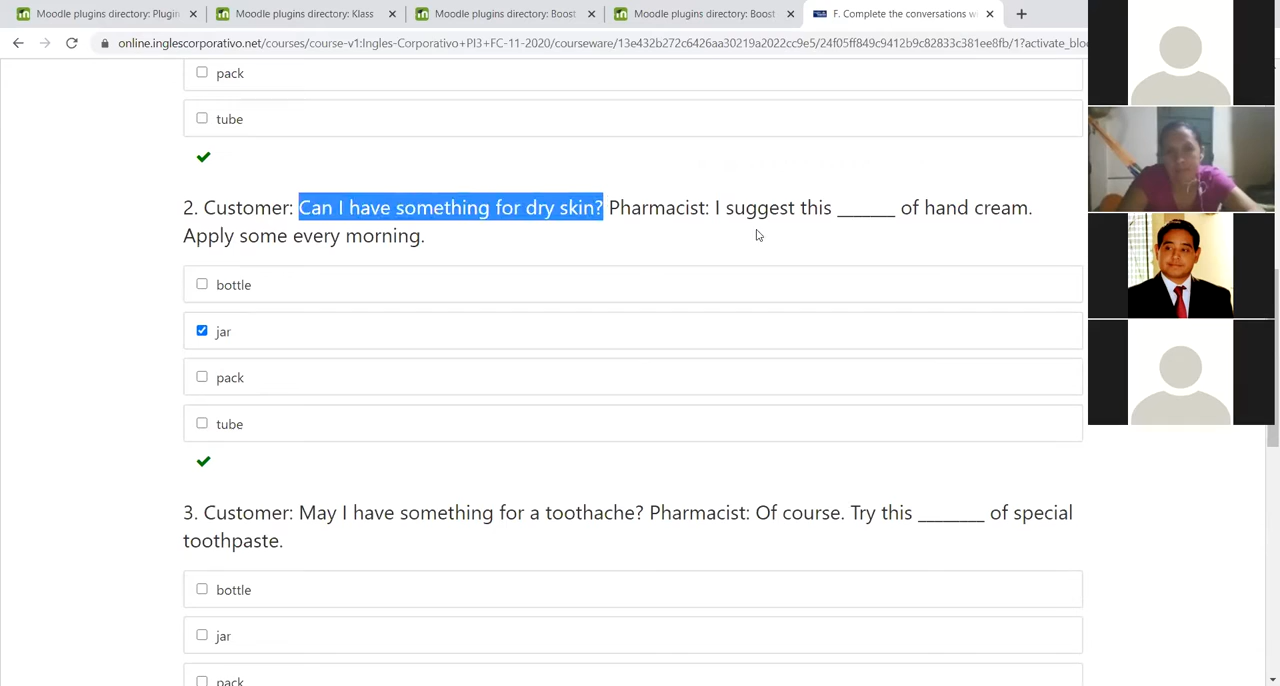 Moodle plugins directory: Plugin
Moodle plugins directory: Klass
Moodle plugins directory: Boost
Moodle plugins directory: Boost
F. Complete the conversations w
online.inglescorporativo.net/courses/course-v1:Ingles-Corporativo+PI3+FC-11-2020/courseware/13e432b272c6426aa30219a2022cc9e5/24f05ff849c9412b9c82833c381ee8fb/1?activate_blo
pack
tube
2. Customer: Can I have something for dry skin? Pharmacist: I suggest this ______ of hand cream.
Apply some every morning.
bottle
jar
pack
tube
3. Customer: May I have something for a toothache? Pharmacist: Of course. Try this _______ of special
toothpaste.
bottle
jar
pack